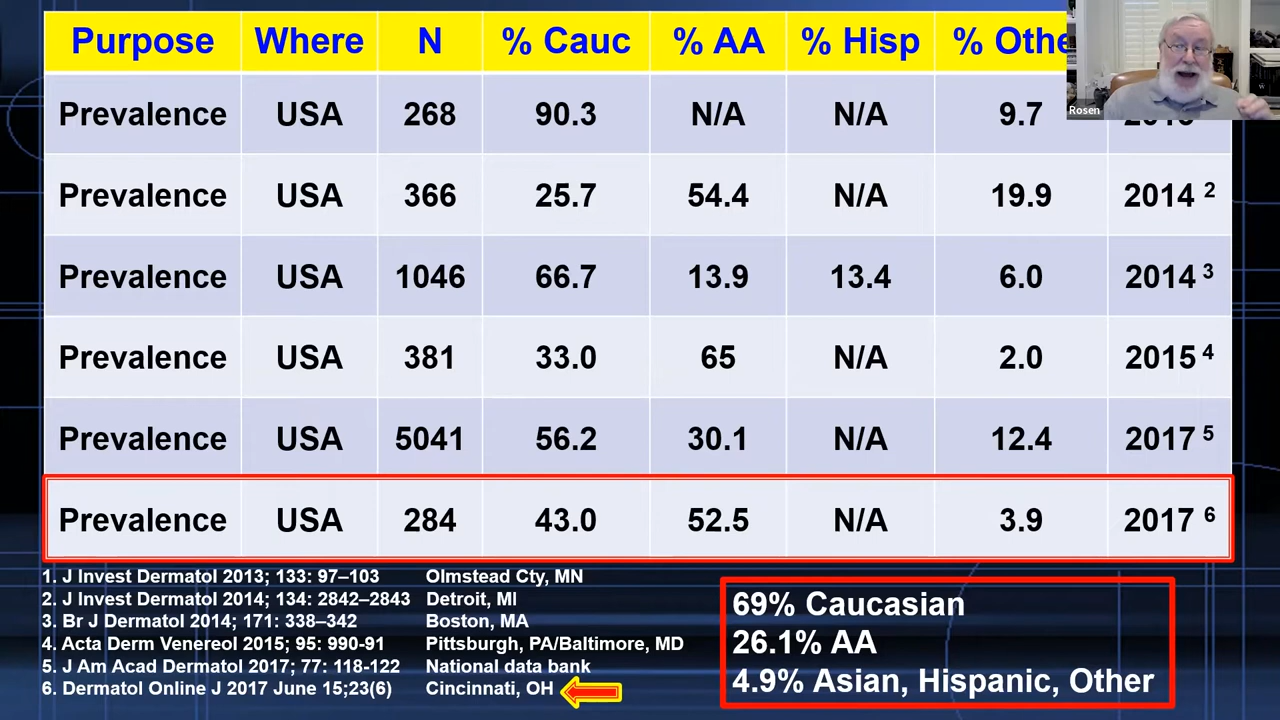 Purpose Where N % Cauc % AA % Hisp % Othe
Prevalence USA 268 90.3 N/A N/A 9.7
Prevalence USA 366 25.7 54.4 N/A 19.9 2014 2
Prevalence USA 1046 66.7 13.9 13.4 6.0 2014 3
Prevalence USA 381 33.0 65 N/A 2.0 2015 4
Prevalence USA 5041 56.2 30.1 N/A 12.4 2017 5
Prevalence USA 284 43.0 52.5 N/A 3.9 2017 6
Rosen
1. J Invest Dermatol 2013; 133: 97–103 Olmstead Cty, MN
2. J Invest Dermatol 2014; 134: 2842–2843 Detroit, MI
3. Br J Dermatol 2014; 171: 338–342 Boston, MA
4. Acta Derm Venereol 2015; 95: 990-91 Pittsburgh, PA/Baltimore, MD
5. J Am Acad Dermatol 2017; 77: 118-122 National data bank
6. Dermatol Online J 2017 June 15;23(6) Cincinnati, OH
69% Caucasian
26.1% AA
4.9% Asian, Hispanic, Other